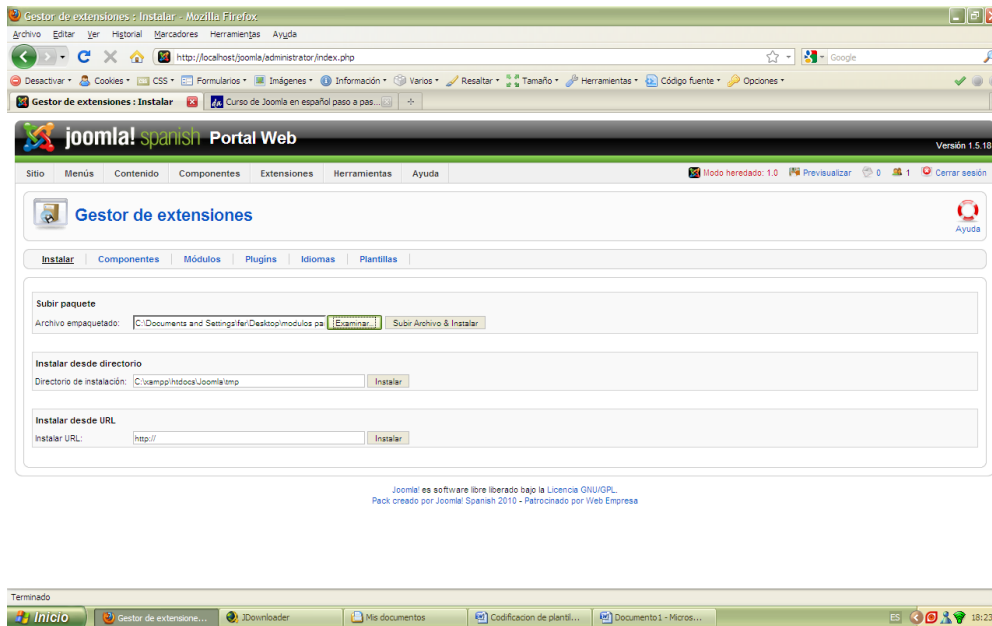 Gestor de extensiones : Instalar - Mozilla Firefox
Archivo Editar Ver Historial Marcadores Herramientas Ayuda
http://localhost/joomla/administrator/index.php
Google
Desactivar Cookies CSS Formularios Imágenes Información Varios Resaltar Tamaño Herramientas Código fuente Opciones
Gestor de extensiones : Instalar Curso de Joomla en español paso a pas...
joomla! spanish Portal Web
Versión 1.5.18
Sitio Menús Contenido Componentes Extensiones Herramientas Ayuda Modo heredado: 1.0 Previsualizar 0 1 Cerrar sesión
Gestor de extensiones
Ayuda
Instalar Componentes Módulos Plugins Idiomas Plantillas
Subir paquete
Archivo empaquetado: C:\Documents and Settings\fer\Desktop\modulos pa Examinar... Subir Archivo & Instalar
Instalar desde directorio
Directorio de instalación: C:\xampp\htdocs\Joomla\tmp Instalar
Instalar desde URL
Instalar URL: http:// Instalar
Joomla! es software libre liberado bajo la Licencia GNU/GPL.
Pack creado por Joomla! Spanish 2010 - Patrocinado por Web Empresa
Terminado
Inicio Gestor de extensione... JDownloader Mis documentos Codificacion de plantil... Documento1 - Micros... ES 18:23